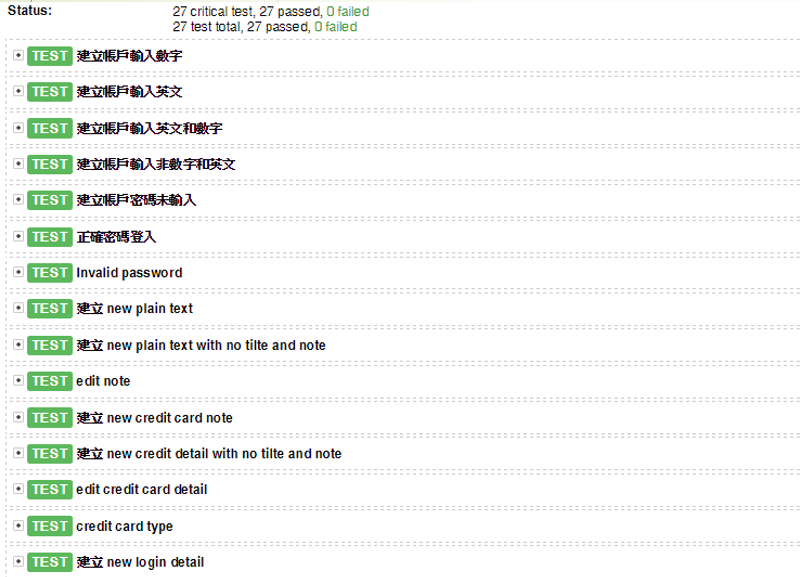 Status: 27 critical test, 27 passed, 0 failed
27 test total, 27 passed, 0 failed
TEST 建立帳戶輸入數字
TEST 建立帳戶輸入英文
TEST 建立帳戶輸入英文和數字
TEST 建立帳戶輸入非數字和英文
TEST 建立帳戶密碼未輸入
TEST 正確密碼登入
TEST Invalid password
TEST 建立 new plain text
TEST 建立 new plain text with no tilte and note
TEST edit note
TEST 建立 new credit card note
TEST 建立 new credit detail with no tilte and note
TEST edit credit card detail
TEST credit card type
TEST 建立 new login detail